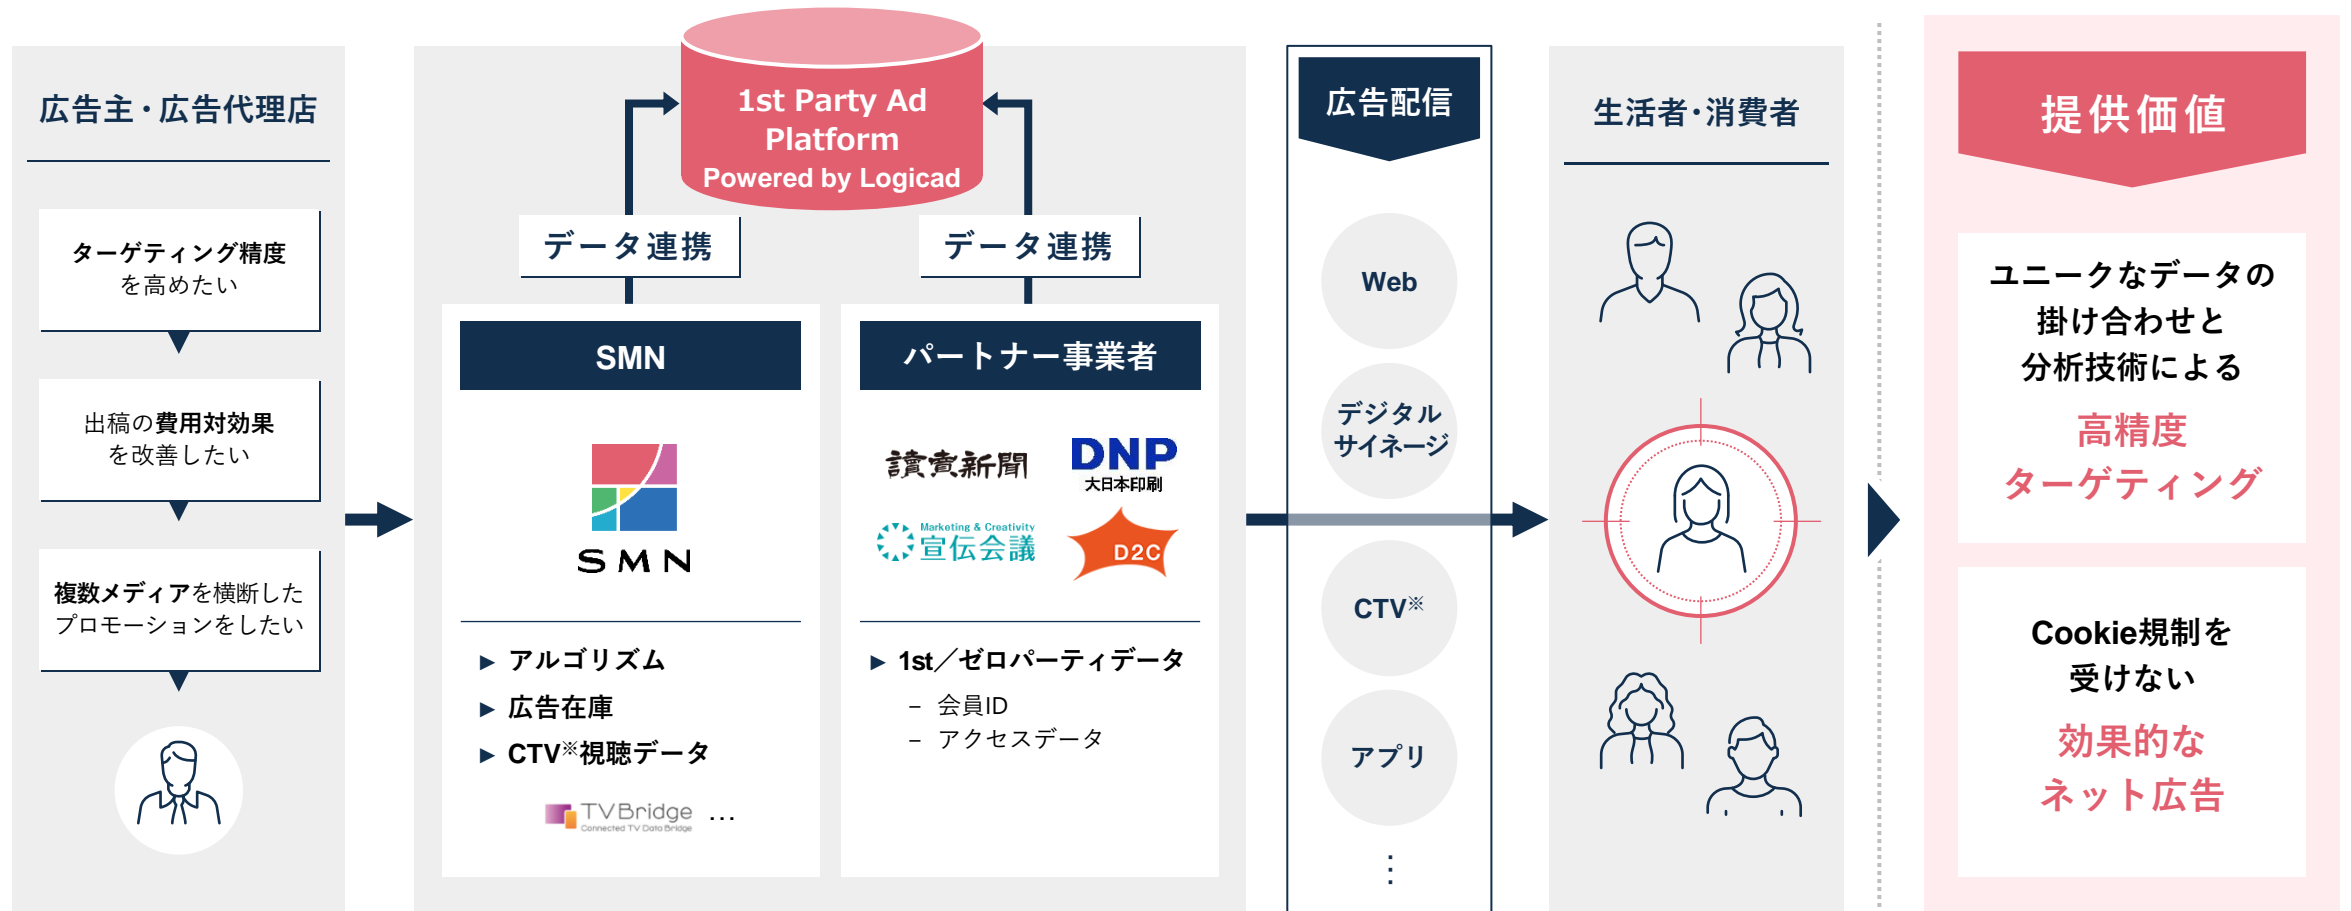 広告主・広告代理店
ターゲティング精度
を高めたい
出稿の費用対効果
を改善したい
複数メディアを横断した
プロモーションをしたい
1st Party Ad
Platform
Powered by Logicad
データ連携
データ連携
SMN
SMN
▶ アルゴリズム
▶ 広告在庫
▶ CTV※視聴データ
TVBridge
Connected TV Data Bridge
…
パートナー事業者
讀賣新聞
DNP
大日本印刷
Marketing & Creativity
宣伝会議
D2C
▶ 1st／ゼロパーティデータ
– 会員ID
– アクセスデータ
広告配信
Web
デジタル
サイネージ
CTV※
アプリ
⋮
生活者・消費者
提供価値
ユニークなデータの
掛け合わせと
分析技術による
高精度
ターゲティング
Cookie規制を
受けない
効果的な
ネット広告